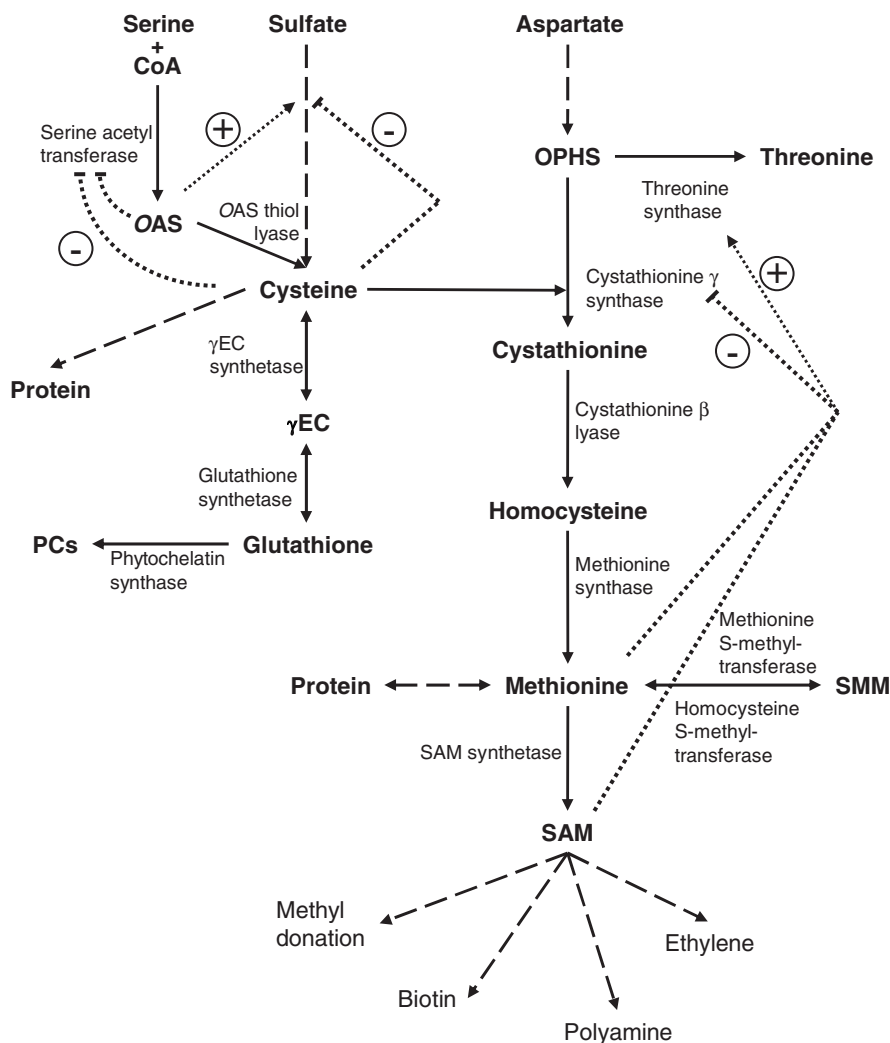 Serine
+
CoA
Sulfate
Aspartate
Serine acetyl
transferase
+
-
OPHS
Threonine
Threonine
synthase
OAS
OAS thiol
lyase
-
Cysteine
Cystathionine γ
synthase
+
-
Protein
γEC
synthetase
Cystathionine
γEC
Cystathionine β
lyase
Glutathione
synthetase
Homocysteine
PCs
Glutathione
Phytochelatin
synthase
Methionine
synthase
Methionine
S-methyl-
transferase
Protein
Methionine
SMM
Homocysteine
S-methyl-
transferase
SAM synthetase
SAM
Methyl
donation
Biotin
Polyamine
Ethylene